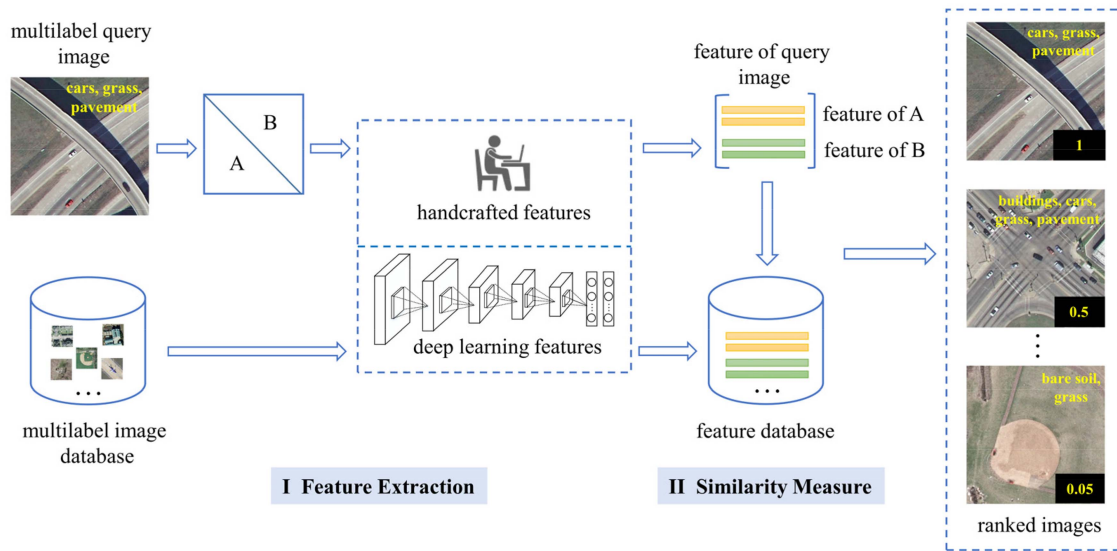 multilabel query
image
cars, grass,
pavement
A
B
handcrafted features
deep learning features
feature of query
image
feature of A
feature of B
cars, grass,
pavement
1
buildings, cars,
grass, pavement
0.5
bare soil,
grass
0.05
ranked images
multilabel image
database
feature database
I Feature Extraction
II Similarity Measure